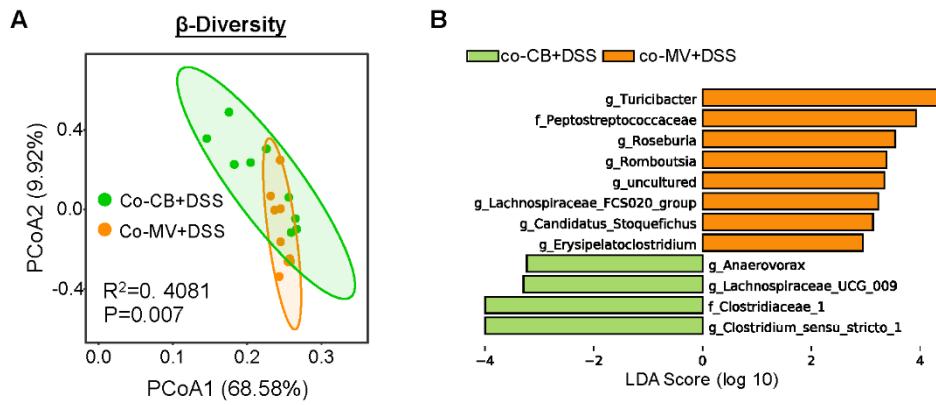 A
β-Diversity
PCoA2 (9.92%)
0.4
0.0
-0.4
Co-CB+DSS
Co-MV+DSS
R²=0. 4081
P=0.007
0.0 0.1 0.2 0.3
PCoA1 (68.58%)
B
co-CB+DSS co-MV+DSS
g_Turicibacter
f_Peptostreptococcaceae
g_Roseburia
g_Romboutsia
g_uncultured
g_Lachnospiraceae_FCS020_group
g_Candidatus_Stoquefichus
g_Erysipelatoclostridium
g_Anaerovorax
g_Lachnospiraceae_UCG_009
f_Clostridiaceae_1
g_Clostridium_sensu_stricto_1
−4 −2 0 2 4
LDA Score (log 10)